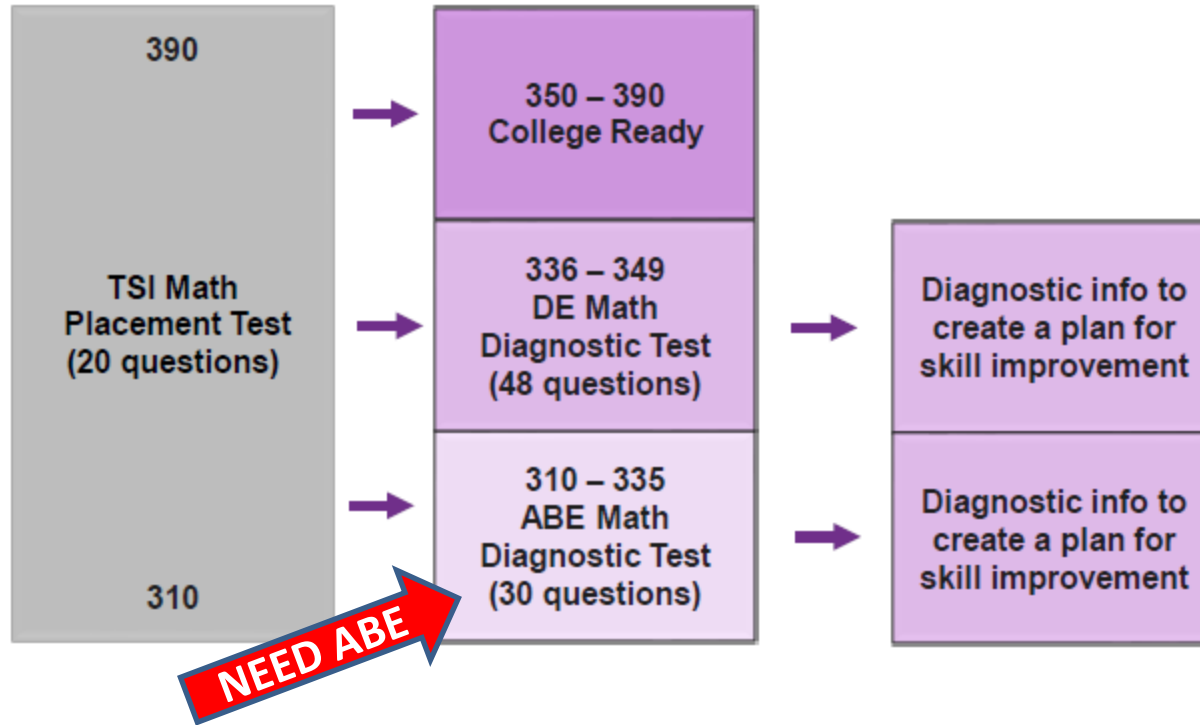 390
TSI Math
Placement Test
(20 questions)
310
350 – 390
College Ready
336 – 349
DE Math
Diagnostic Test
(48 questions)
310 – 335
ABE Math
Diagnostic Test
(30 questions)
NEED ABE
Diagnostic info to
create a plan for
skill improvement
Diagnostic info to
create a plan for
skill improvement